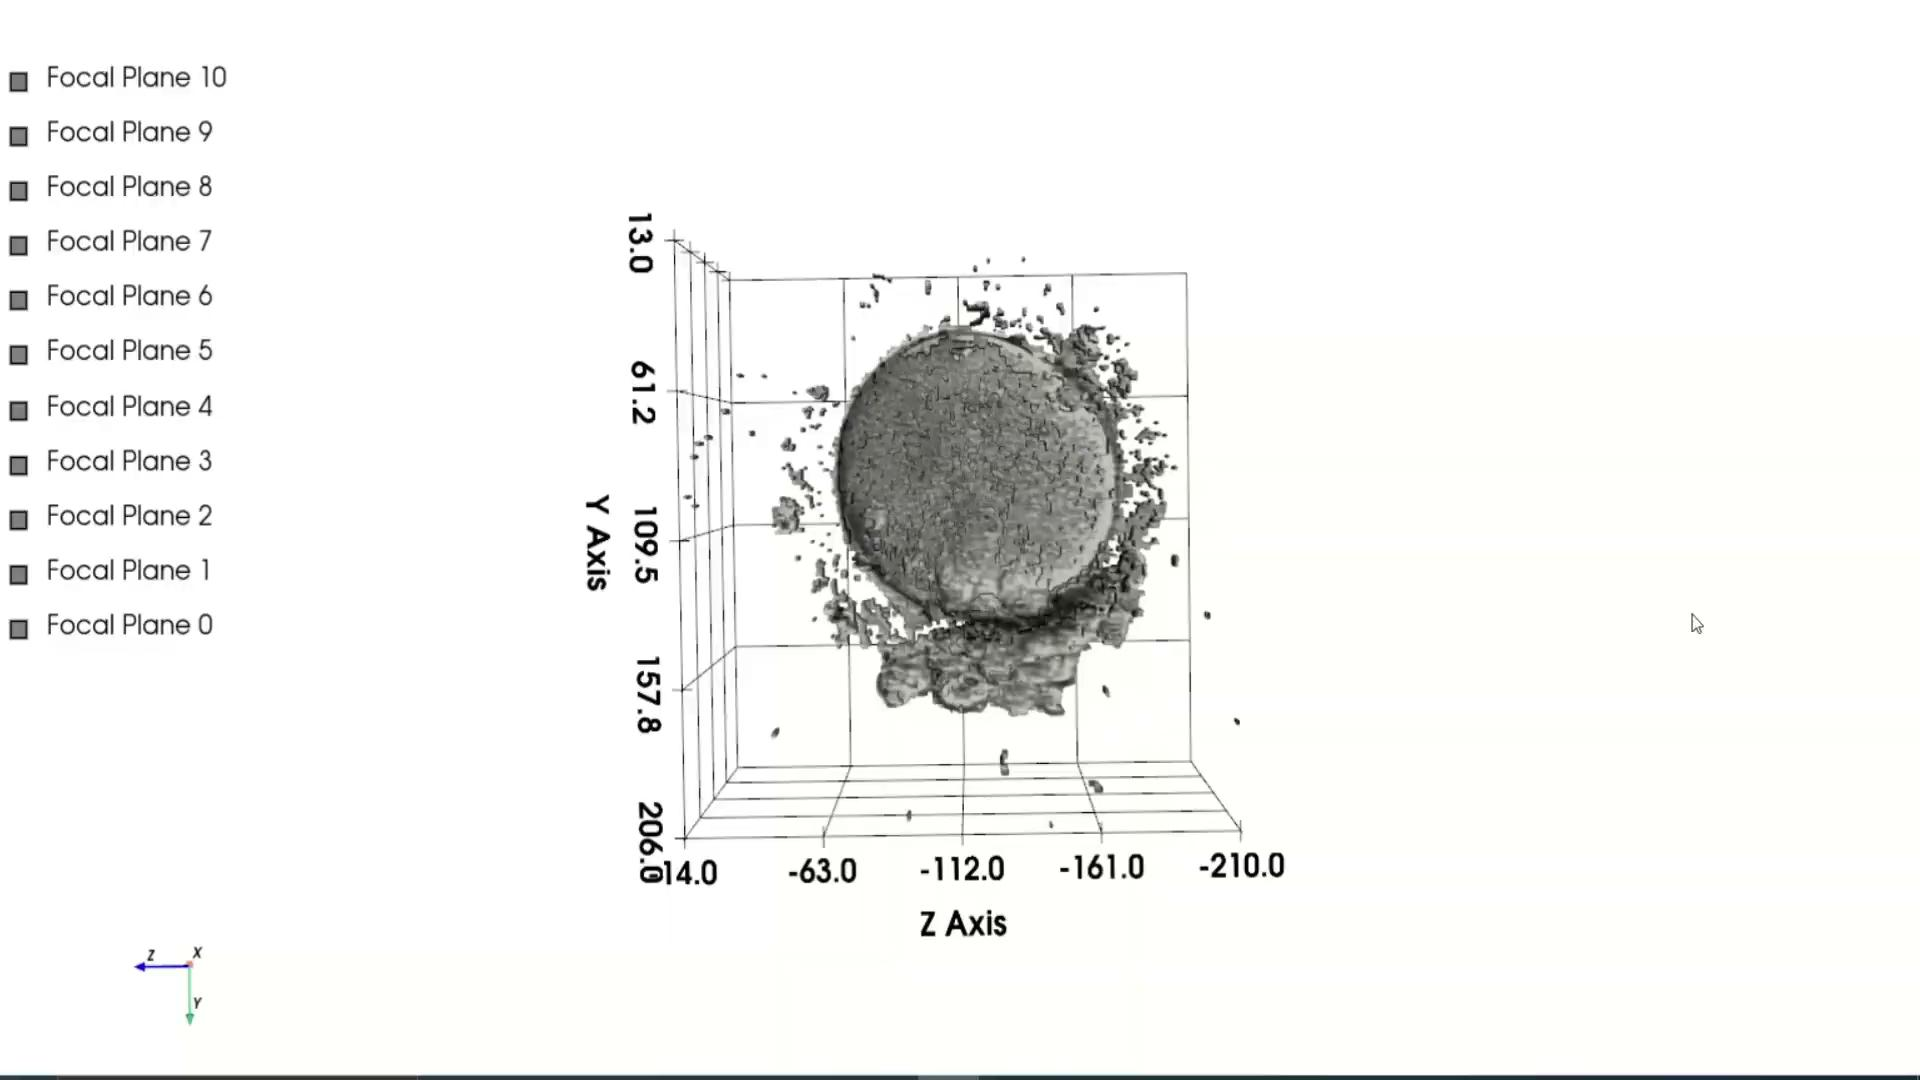 Focal Plane 10
Focal Plane 9
Focal Plane 8
Focal Plane 7
Focal Plane 6
Focal Plane 5
Focal Plane 4
Focal Plane 3
Focal Plane 2
Focal Plane 1
Focal Plane 0
13.0
61.2
109.5
157.8
206.0
Y Axis
-14.0
-63.0
-112.0
-161.0
-210.0
Z Axis
Z
X
Y